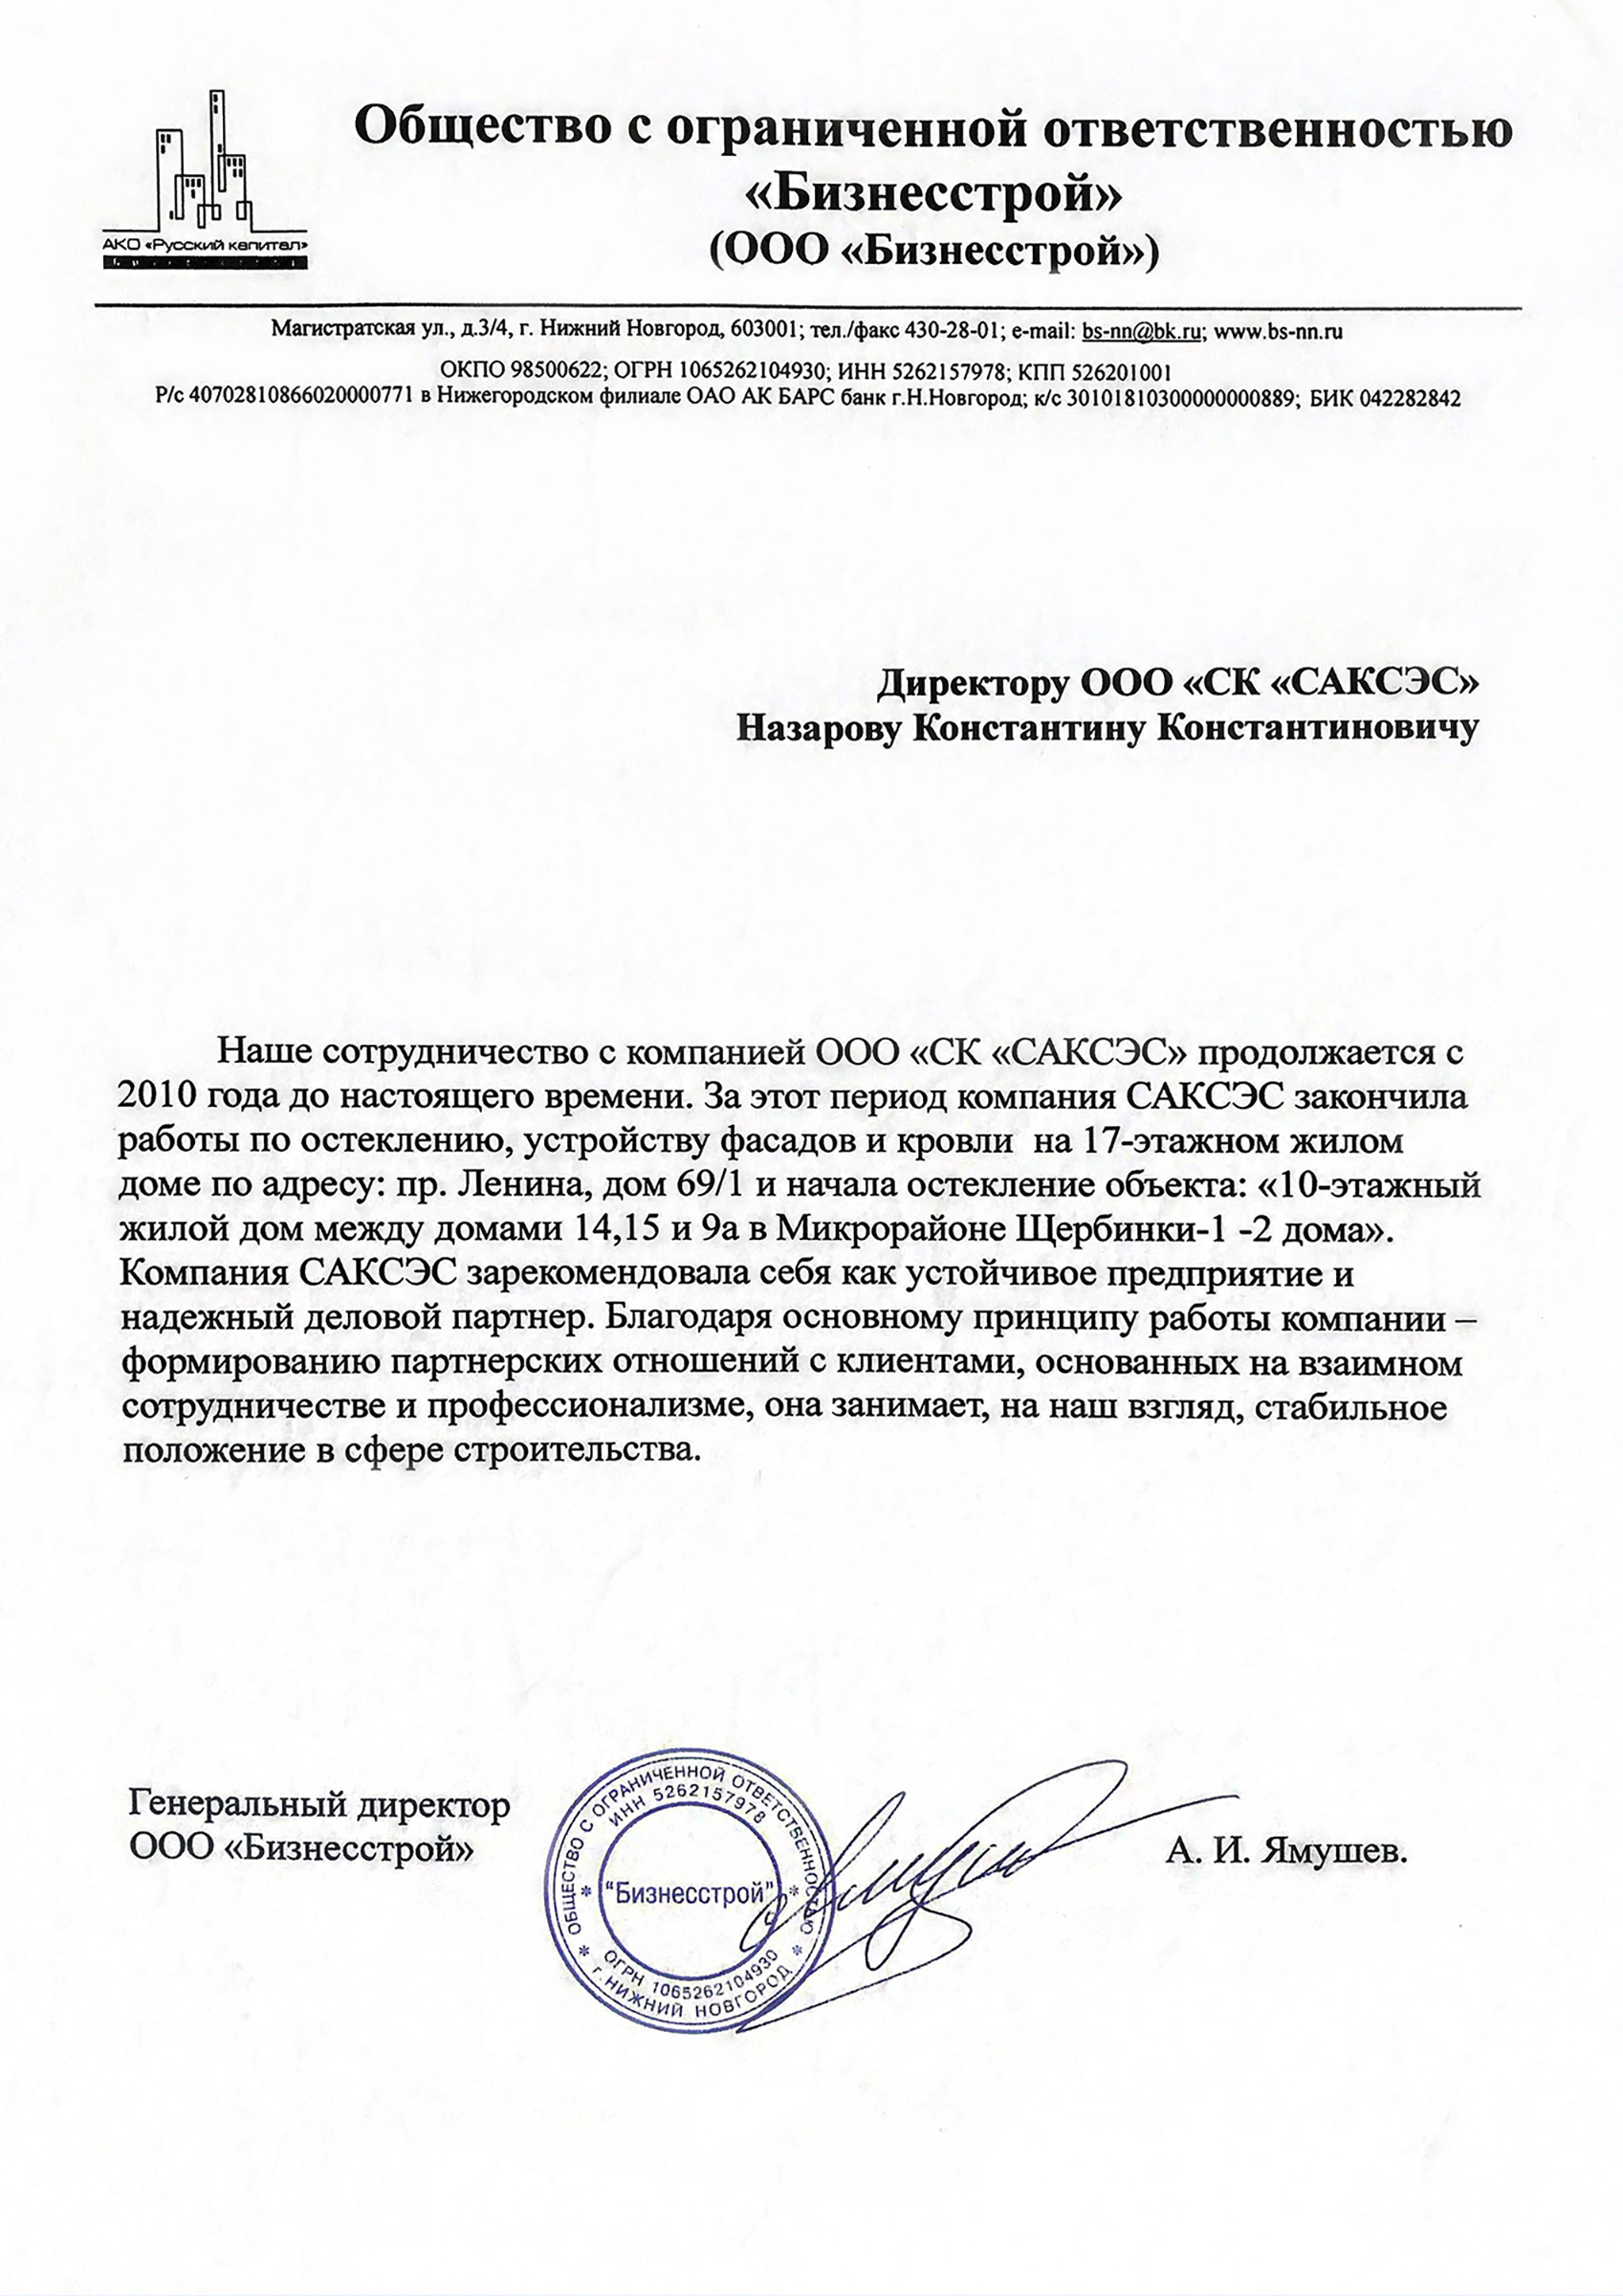 Общество с ограниченной ответственностью
«Бизнесстрой»
(ООО «Бизнесстрой»)
АКО «Русский капитал»
Магистратская ул., д.3/4, г. Нижний Новгород, 603001; тел./факс 430-28-01; e-mail: bs-nn@bk.ru; www.bs-nn.ru
ОКПО 98500622; ОГРН 1065262104930; ИНН 5262157978; КПП 526201001
Р/с 40702810866020000771 в Нижегородском филиале ОАО АК БАРС банк г.Н.Новгород; к/с 30101810300000000889; БИК 042282842
Директору ООО «СК «САКСЭС»
Назарову Константину Константиновичу
Наше сотрудничество с компанией ООО «СК «САКСЭС» продолжается с
2010 года до настоящего времени. За этот период компания САКСЭС закончила
работы по остеклению, устройству фасадов и кровли  на 17-этажном жилом
доме по адресу: пр. Ленина, дом 69/1 и начала остекление объекта: «10-этажный
жилой дом между домами 14,15 и 9а в Микрорайоне Щербинки-1 -2 дома».
Компания САКСЭС зарекомендовала себя как устойчивое предприятие и
надежный деловой партнер. Благодаря основному принципу работы компании –
формированию партнерских отношений с клиентами, основанных на взаимном
сотрудничестве и профессионализме, она занимает, на наш взгляд, стабильное
положение в сфере строительства.
Генеральный директор
ООО «Бизнесстрой»
А. И. Ямушев.
ОБЩЕСТВО С ОГРАНИЧЕННОЙ ОТВЕТСТВЕННОСТЬЮ
ИНН 5262157978
"Бизнесстрой"
ОГРН 1065262104930
г. НИЖНИЙ НОВГОРОД